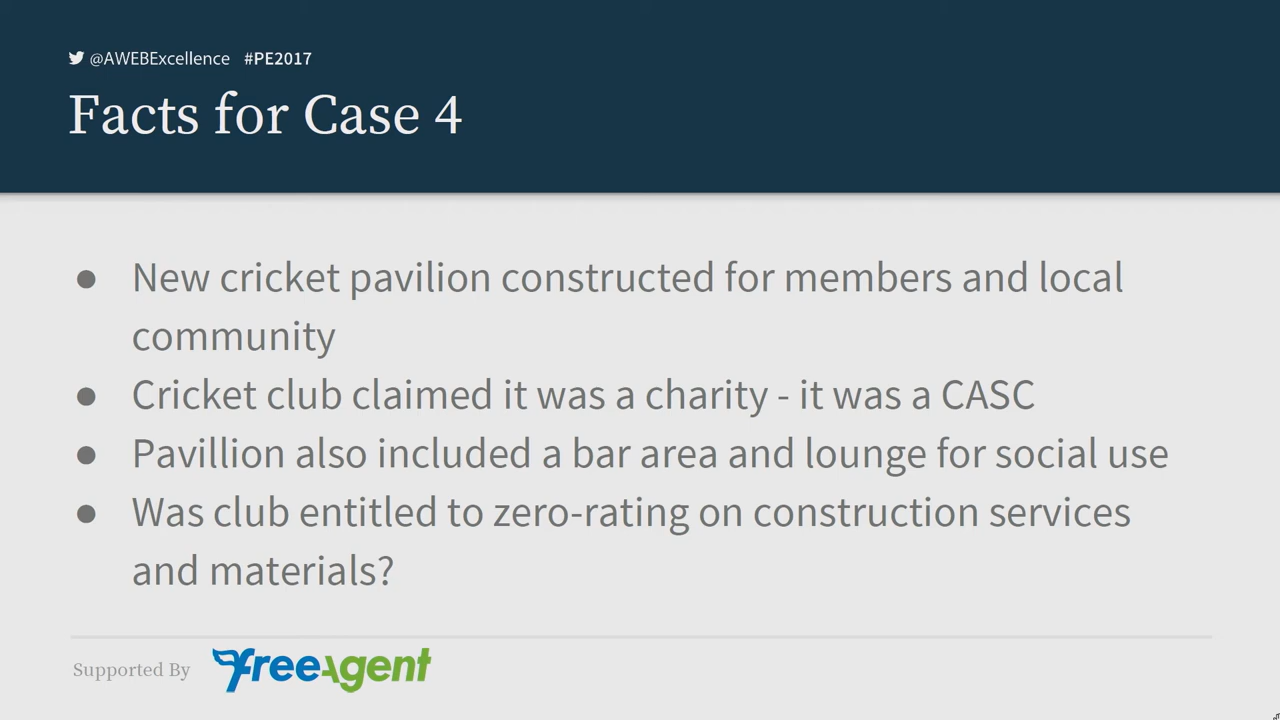 @AWEBExcellence #PE2017
Facts for Case 4
● New cricket pavilion constructed for members and local
community
● Cricket club claimed it was a charity - it was a CASC
● Pavillion also included a bar area and lounge for social use
● Was club entitled to zero-rating on construction services
and materials?
Supported By freeagent